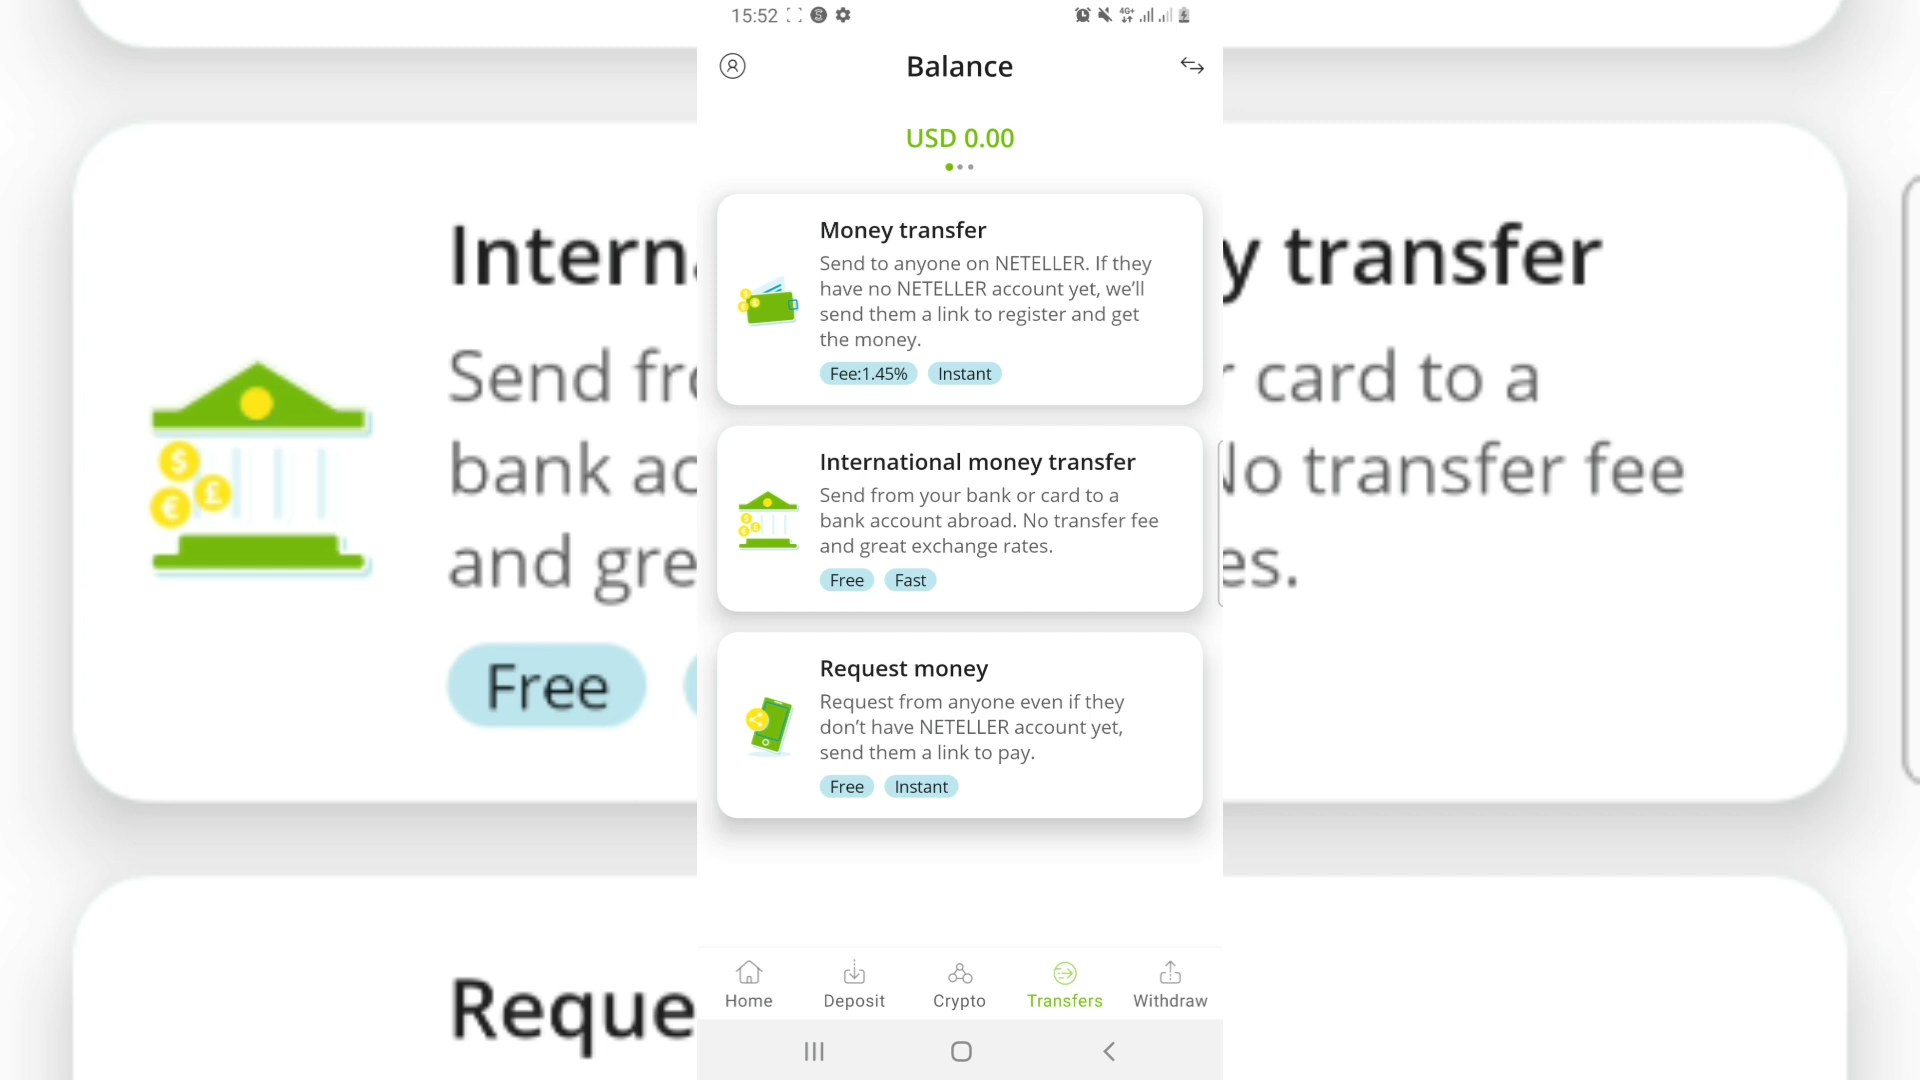 15:52
4G+
Balance
USD 0.00
Money transfer
Send to anyone on NETELLER. If they
have no NETELLER account yet, we’ll
send them a link to register and get
the money.
Fee:1.45% Instant
International money transfer
Send from your bank or card to a
bank account abroad. No transfer fee
and great exchange rates.
Free Fast
Request money
Request from anyone even if they
don’t have NETELLER account yet,
send them a link to pay.
Free Instant
Home Deposit Crypto Transfers Withdraw
Intern
y transfer
Send fr
card to a
bank ac
No transfer fee
and gre
es.
Free
Reque